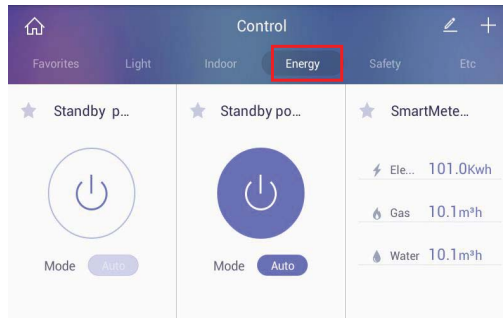 Control
Favorites Light Indoor Energy Safety Etc
Standby p... Standby po... SmartMete...
Ele... 101.0Kwh
Gas 10.1m³h
Water 10.1m³h
Mode Auto Mode Auto